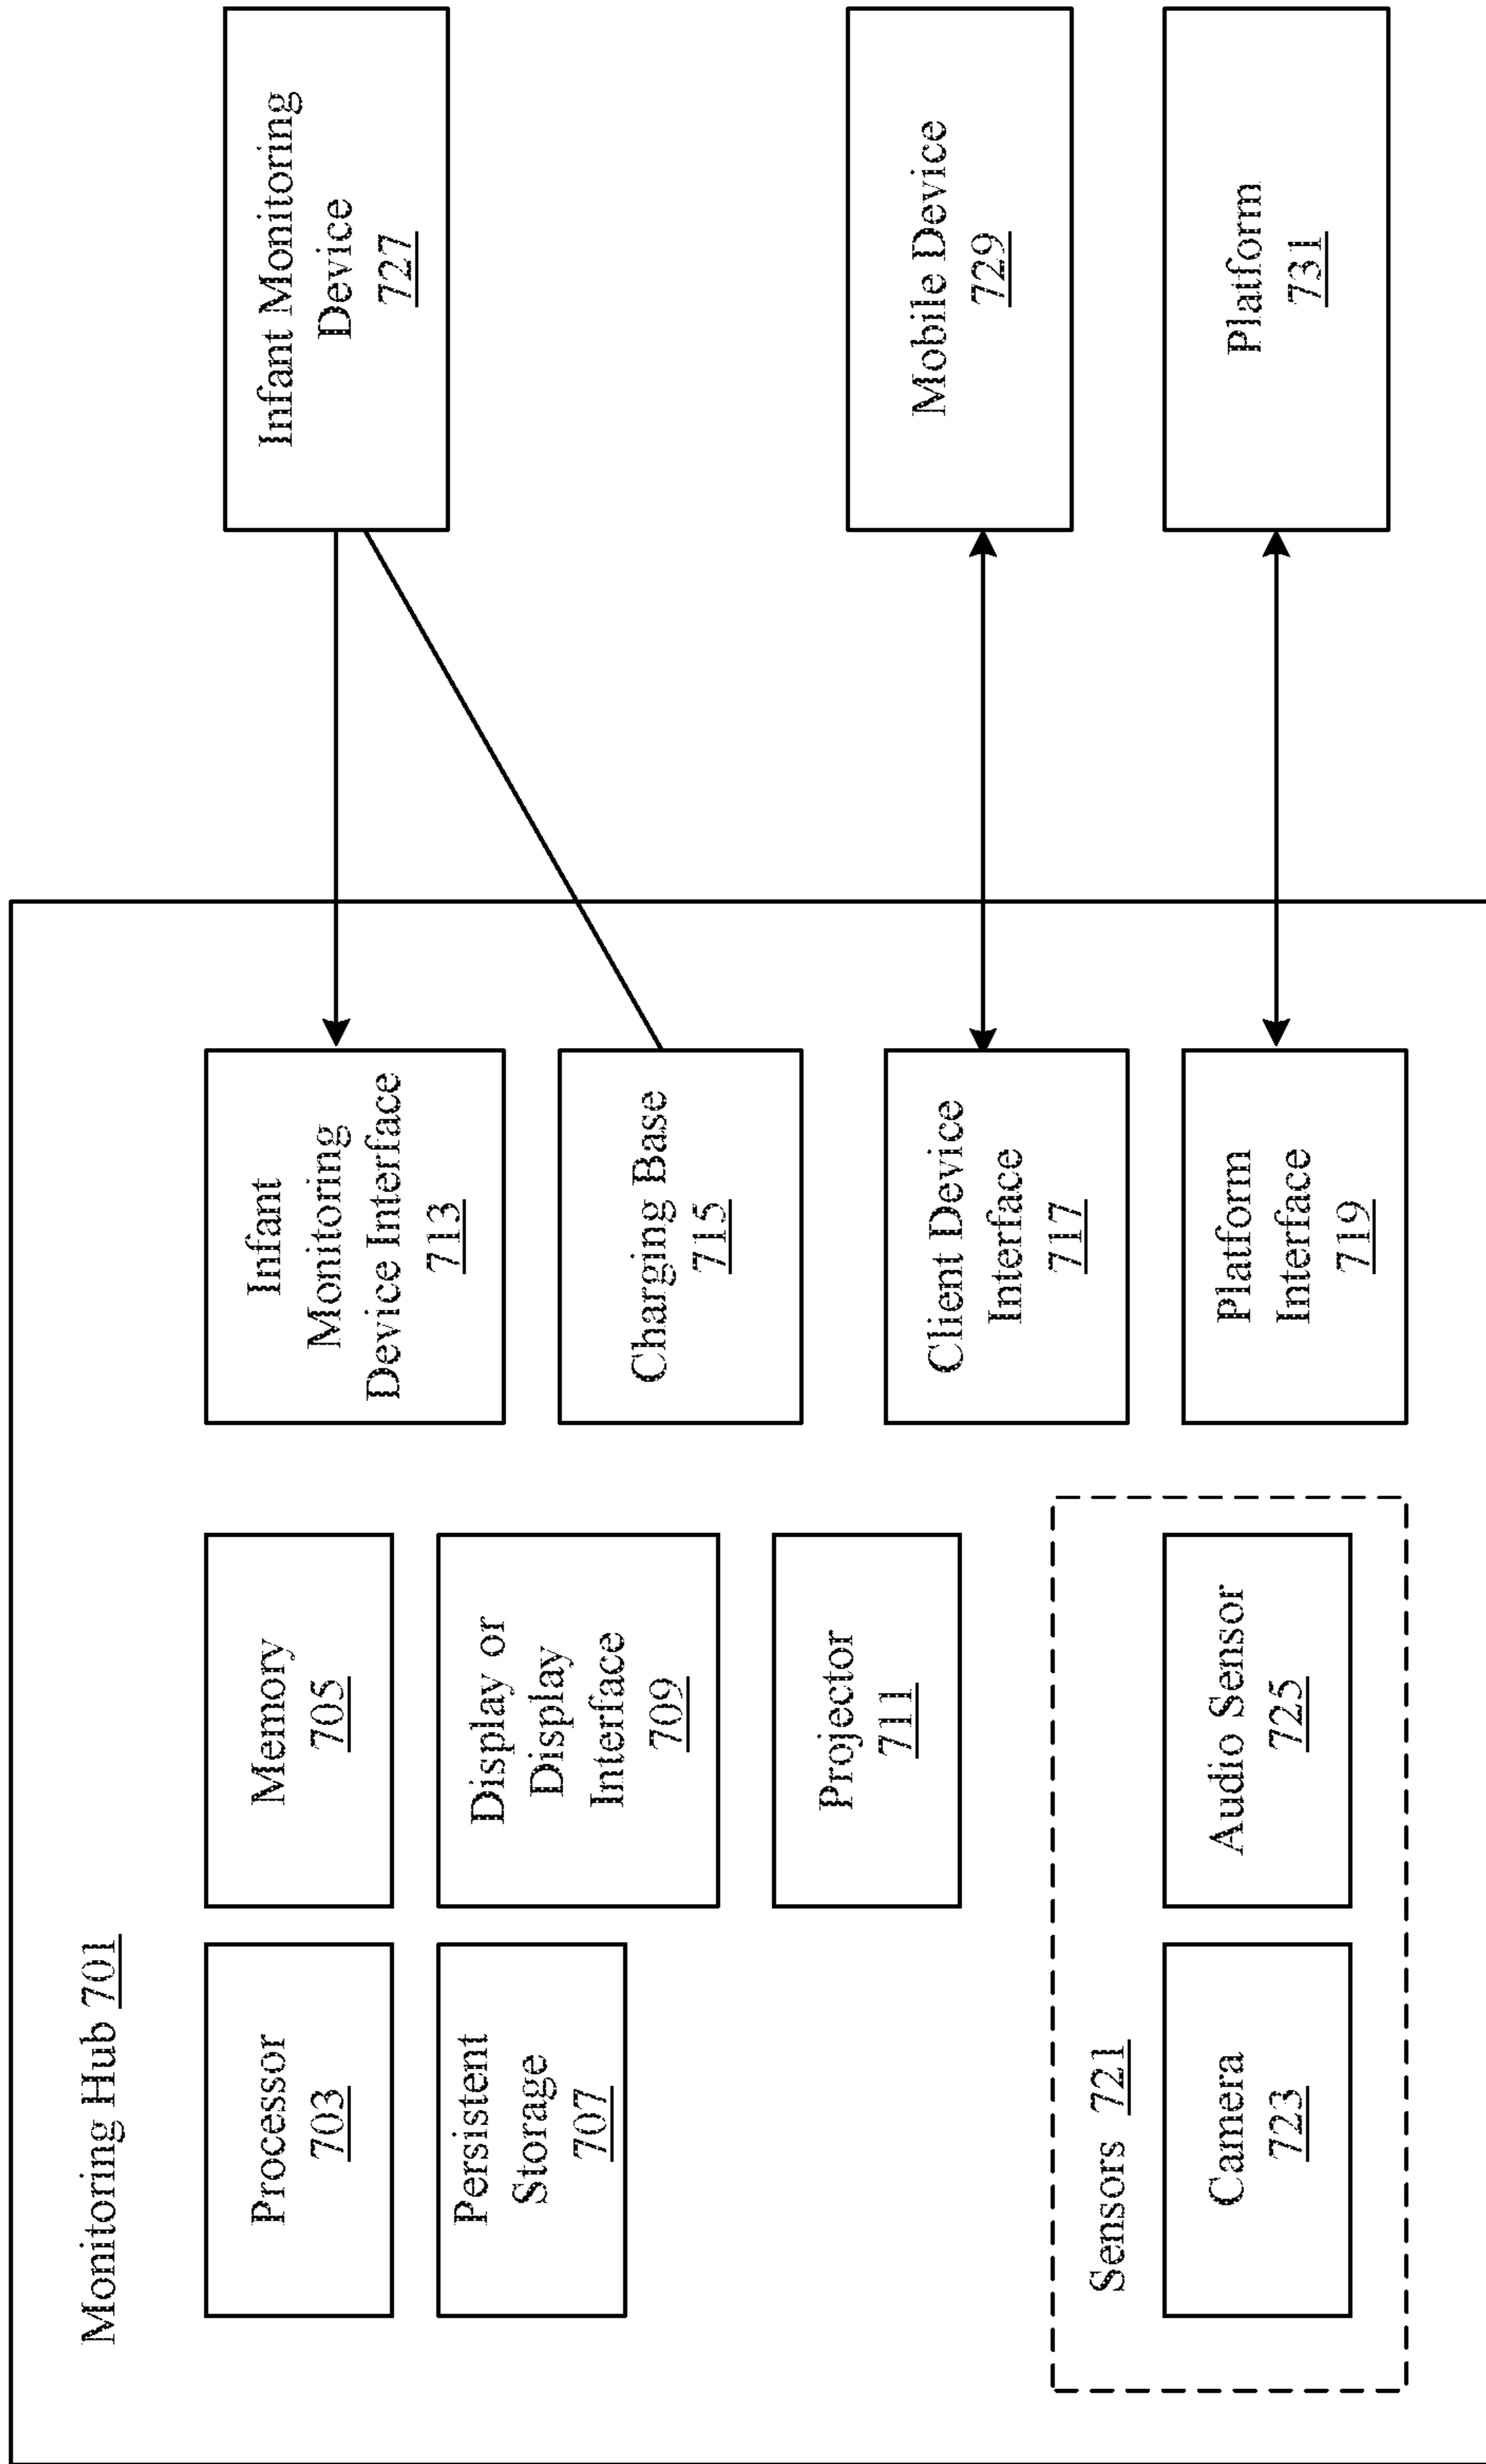 Monitoring Hub 701
Processor
703
Memory
705
Infant
Monitoring
Device Interface
713
Infant Monitoring
Device
727
Persistent
Storage
707
Display or
Display
Interface
709
Charging Base
715
Projector
711
Client Device
Interface
717
Mobile Device
729
Sensors 721
Camera
723
Audio Sensor
725
Platform
Interface
719
Platform
731